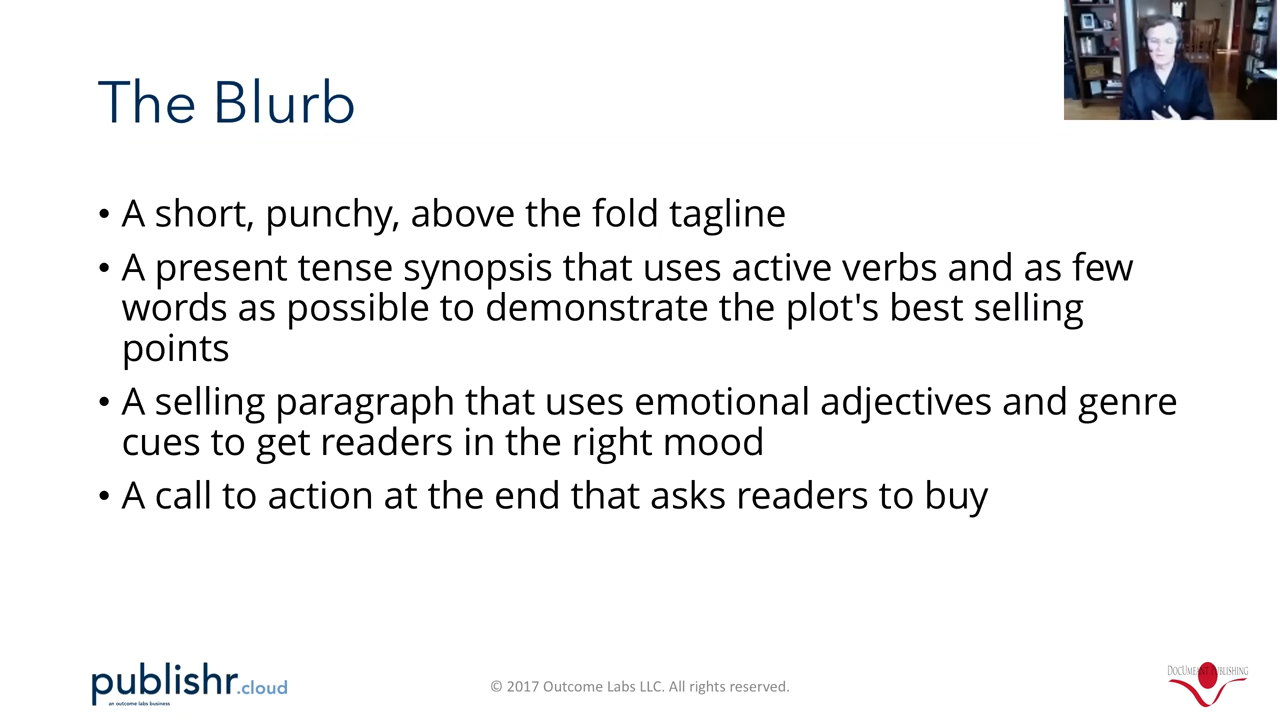 The Blurb
• A short, punchy, above the fold tagline
• A present tense synopsis that uses active verbs and as few
words as possible to demonstrate the plot's best selling
points
• A selling paragraph that uses emotional adjectives and genre
cues to get readers in the right mood
• A call to action at the end that asks readers to buy
publishr.cloud
an outcome labs business
© 2017 Outcome Labs LLC. All rights reserved.
DOCUMEANT PUBLISHING